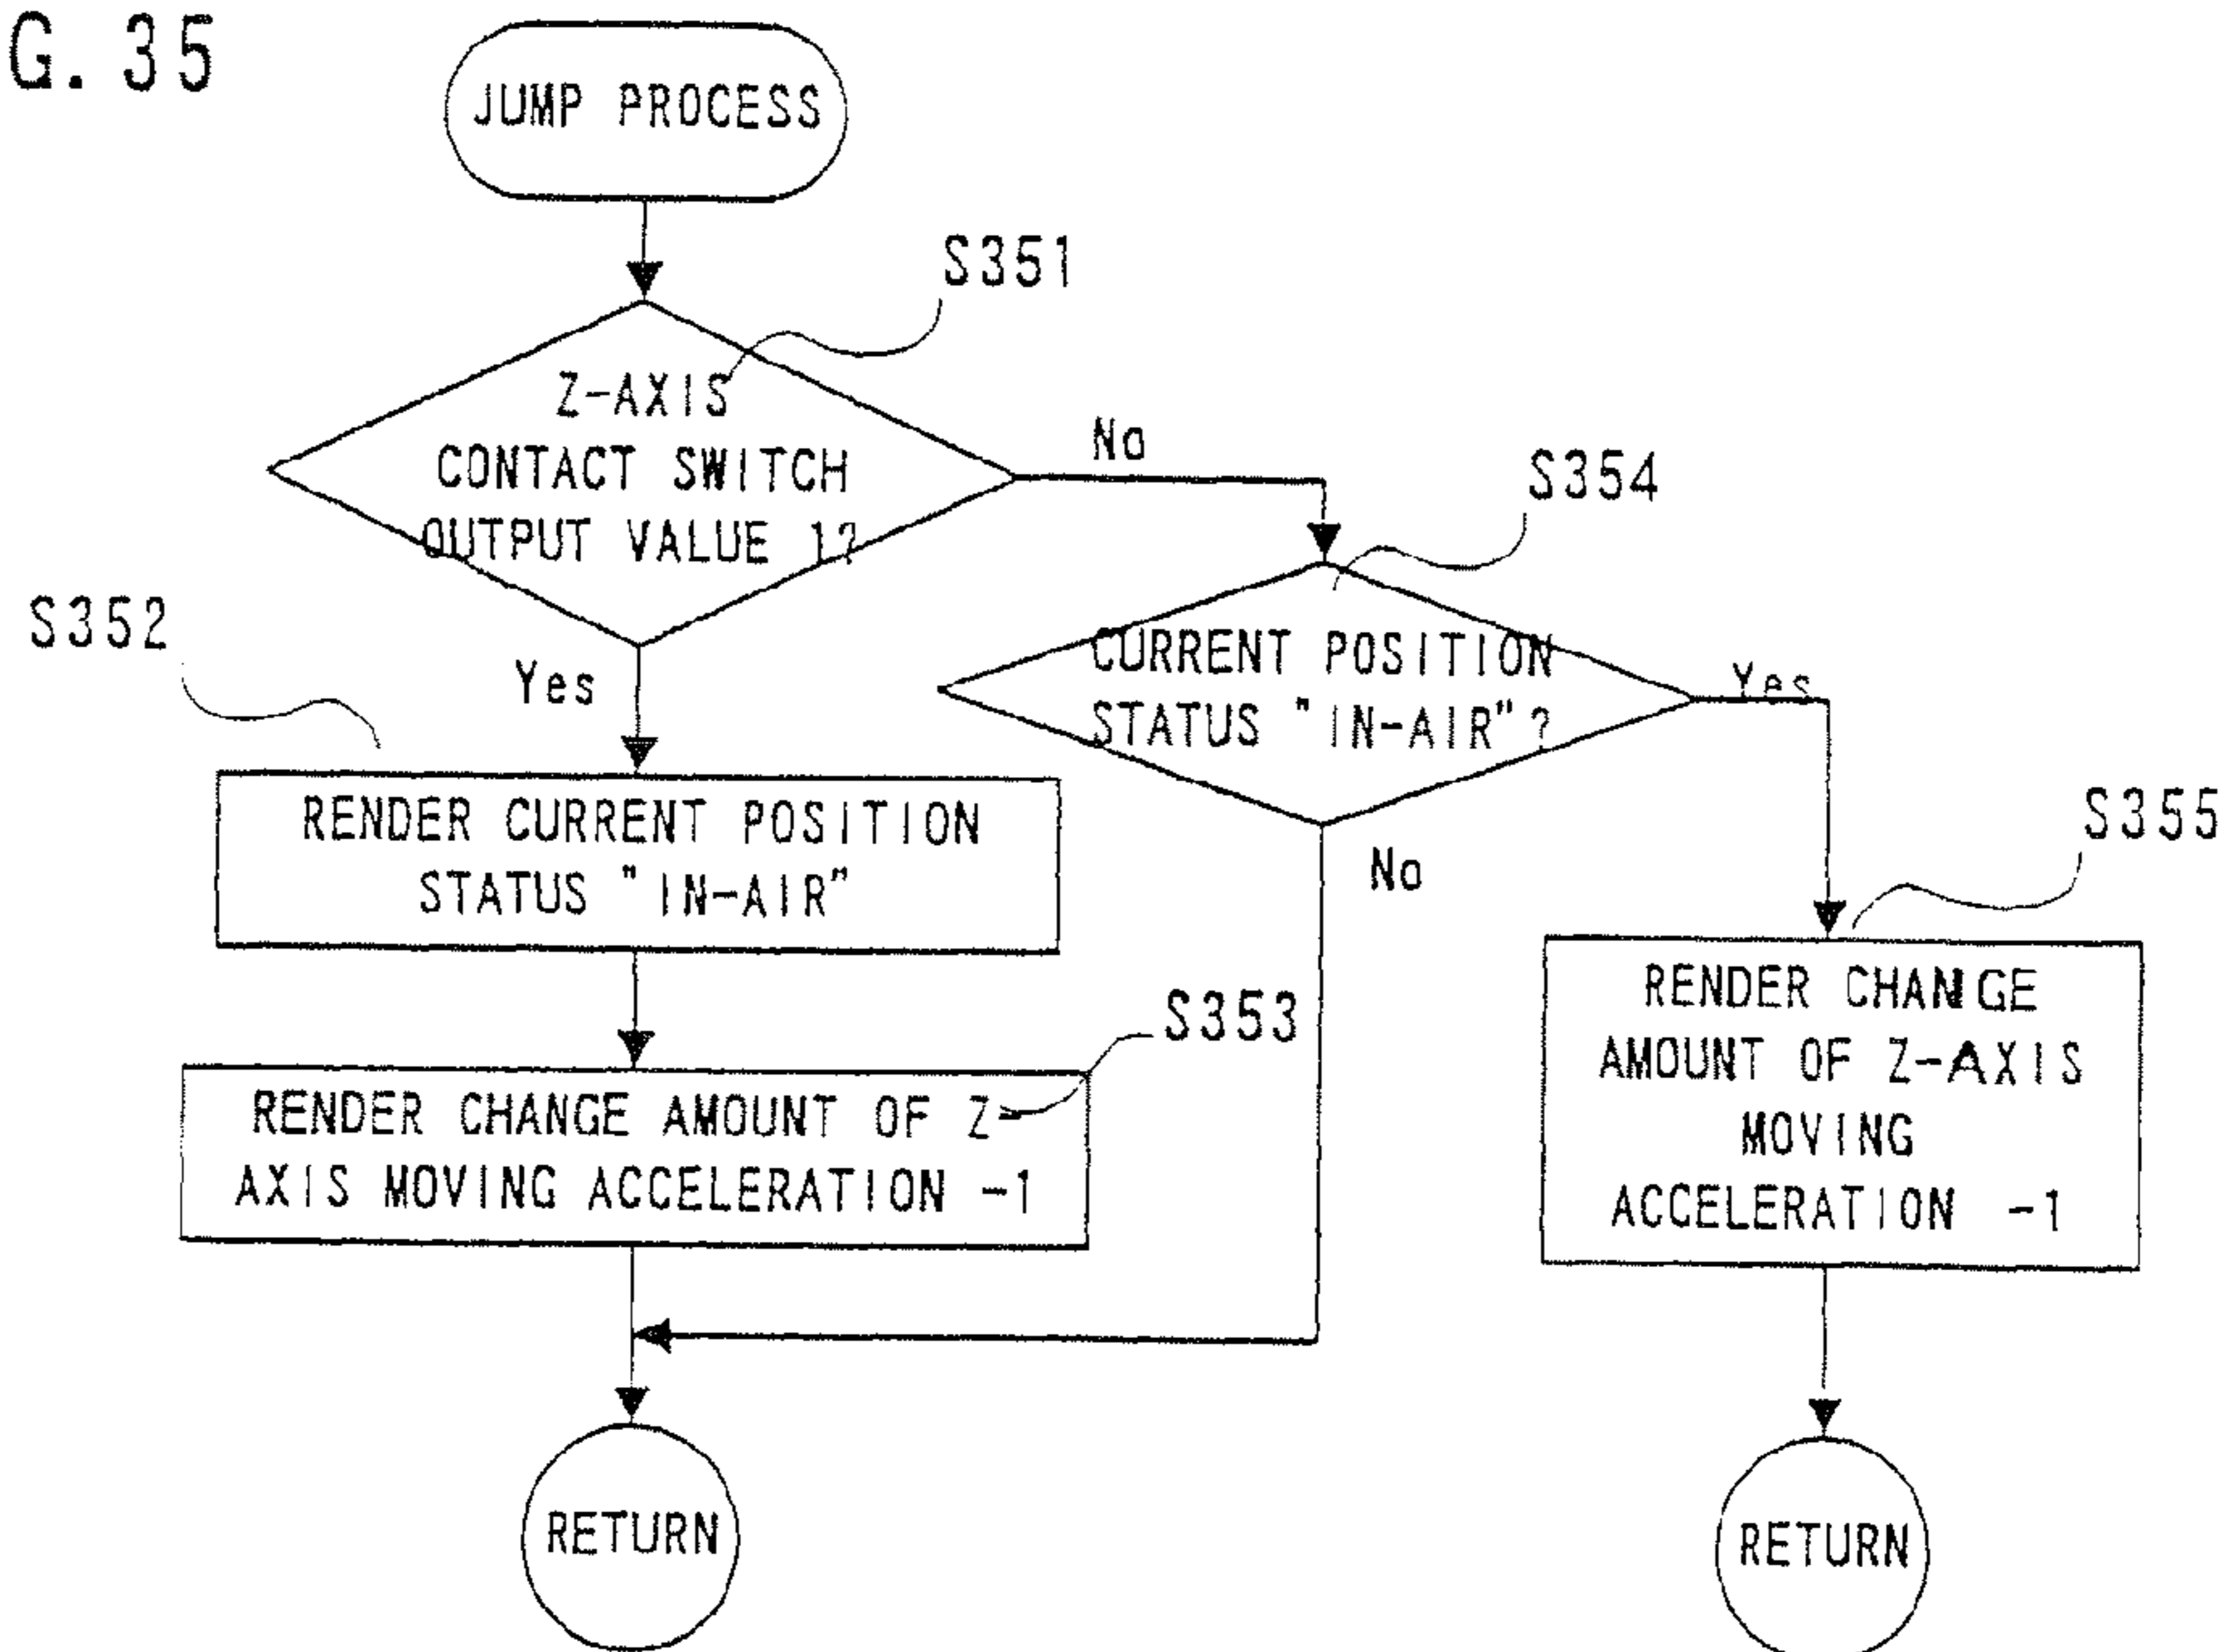 G. 35
JUMP PROCESS
S351
Z-AXIS
CONTACT SWITCH
OUTPUT VALUE 1?
No
S354
S352
Yes
CURRENT POSITION
STATUS "IN-AIR"?
Yes
RENDER CURRENT POSITION
STATUS "IN-AIR"
No
S355
S353
RENDER CHANGE AMOUNT OF Z-
AXIS MOVING ACCELERATION -1
RENDER CHANGE
AMOUNT OF Z-AXIS
MOVING
ACCELERATION -1
RETURN
RETURN